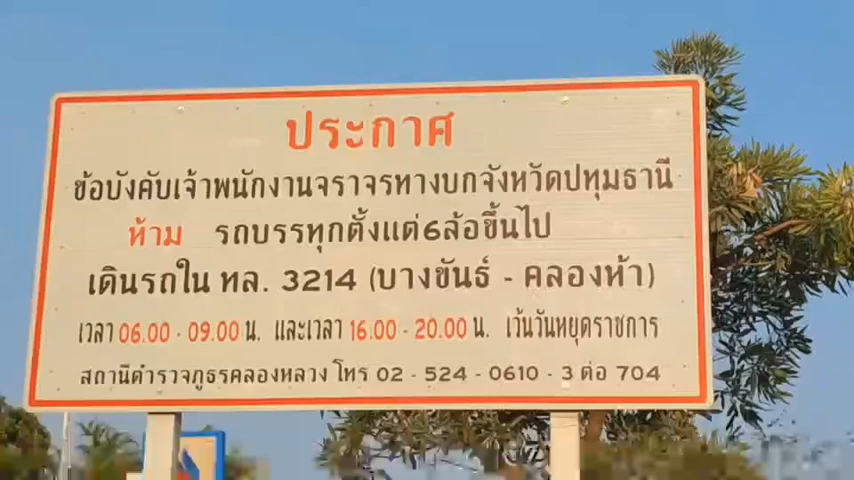 ประกาศ
ข้อบังคับเจ้าพนักงานจราจรทางบกจังหวัดปทุมธานี
ห้าม รถบรรทุกตั้งแต่6ล้อขึ้นไป
เดินรถใน ทล. 3214 (บางขันธ์ - คลองห้า)
เวลา06.00 - 09.00น. และเวลา 16.00 - 20.00น. เว้นวันหยุดราชการ
สถานีตำรวจภูธรคลองหลวงโทร 02 - 524 - 0610 - 3 ต่อ 704